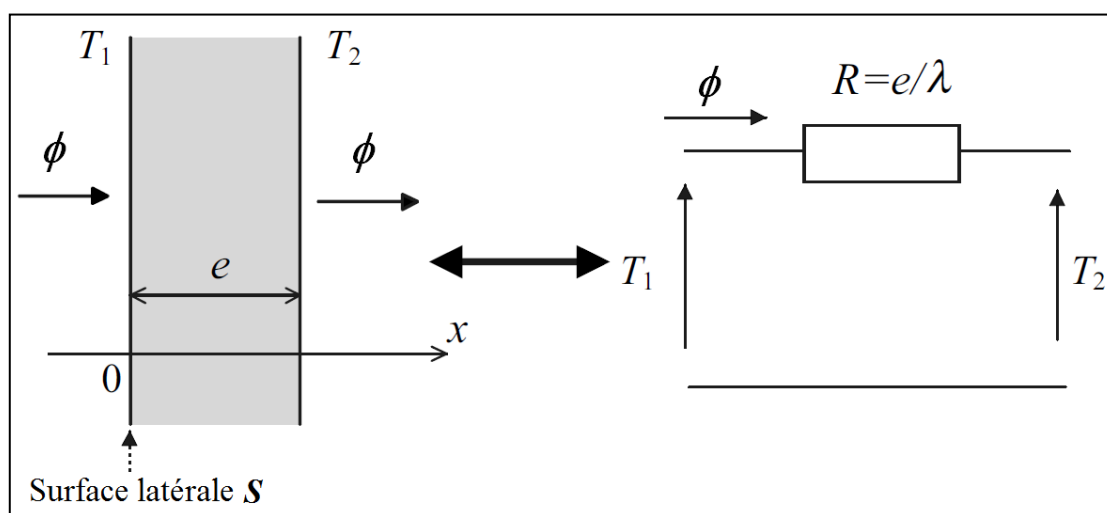 T₁ T₂
ϕ ϕ
e
x
0
Surface latérale S
ϕ R=e/λ
T₁ T₂